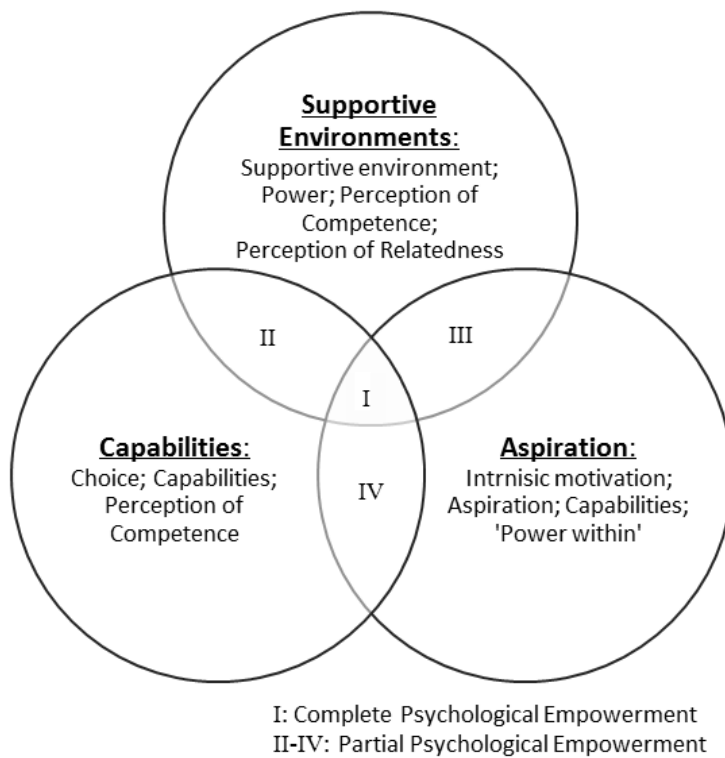 Supportive
Environments:
Supportive environment;
Power; Perception of
Competence;
Perception of Relatedness
II
III
I
Capabilities:
Choice; Capabilities;
Perception of
Competence
IV
Aspiration:
Intrnisic motivation;
Aspiration; Capabilities;
'Power within'
I: Complete Psychological Empowerment
II-IV: Partial Psychological Empowerment